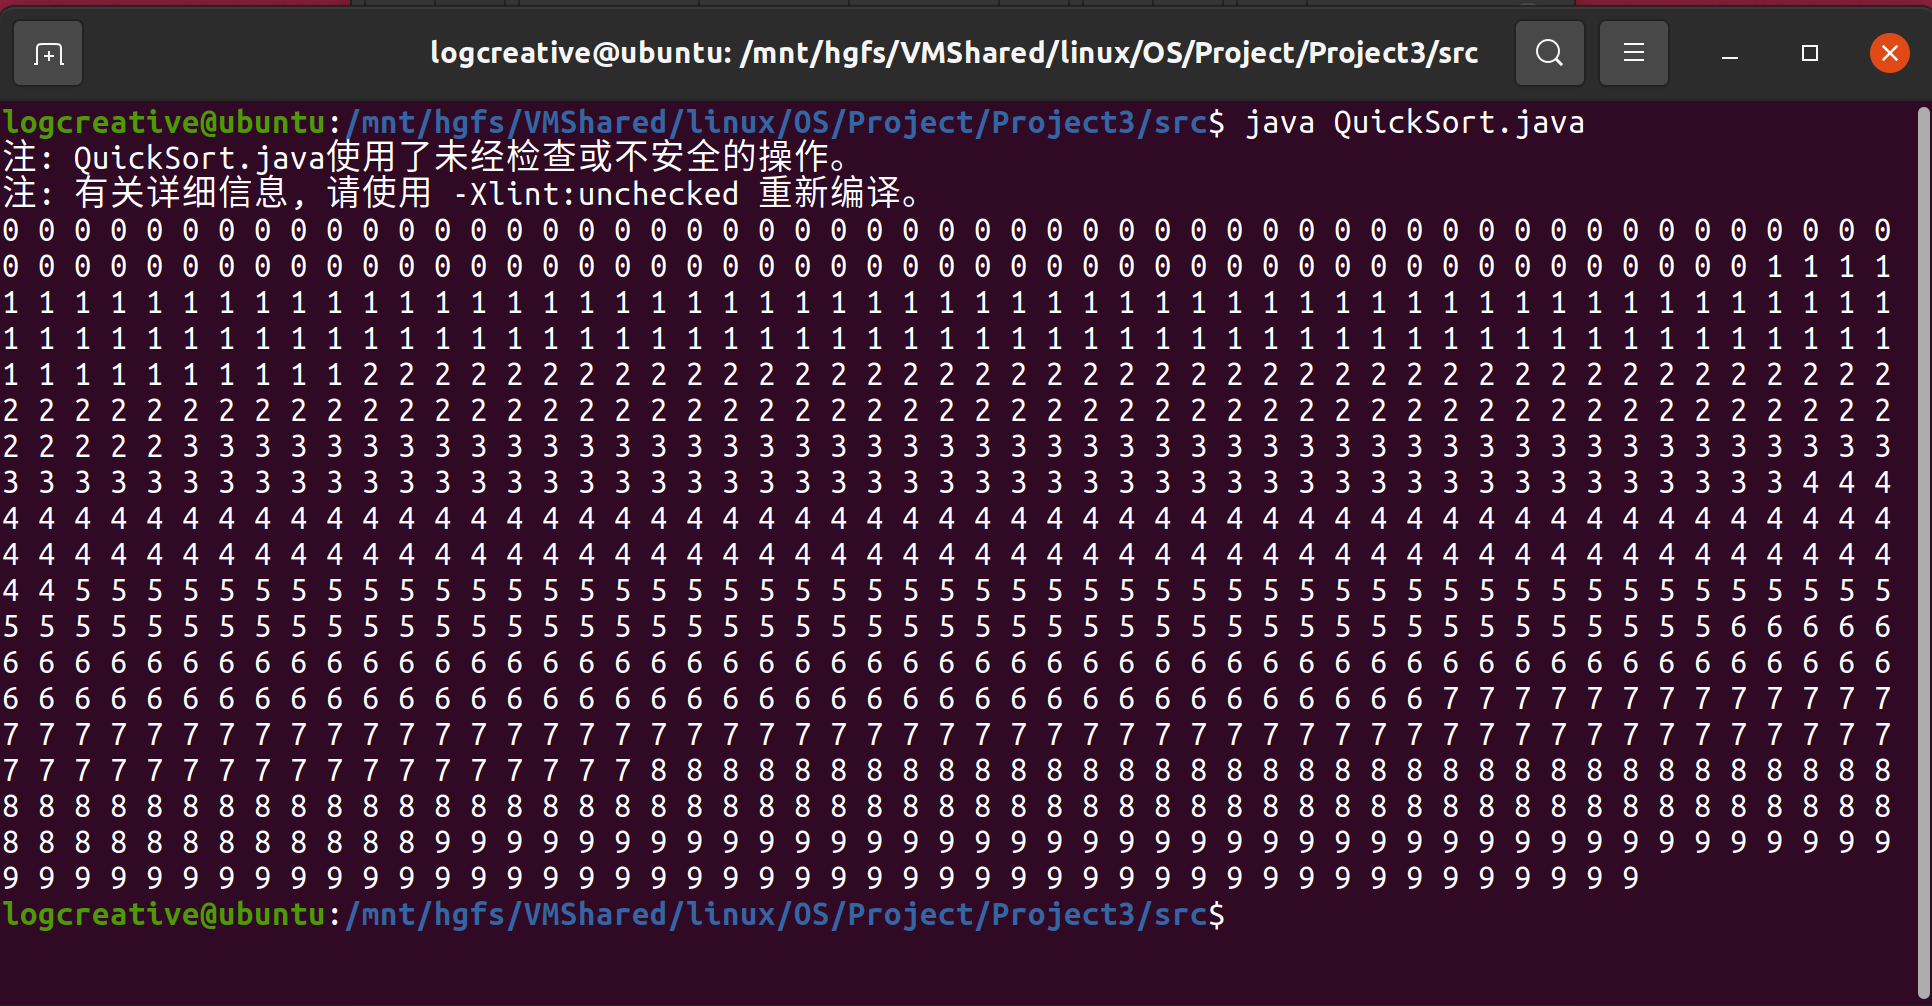 logcreative@ubuntu: /mnt/hgfs/VMShared/linux/OS/Project/Project3/src
logcreative@ubuntu:/mnt/hgfs/VMShared/linux/OS/Project/Project3/src$ java QuickSort.java
注: QuickSort.java使用了未经检查或不安全的操作。
注: 有关详细信息, 请使用 -Xlint:unchecked 重新编译。
0 0 0 0 0 0 0 0 0 0 0 0 0 0 0 0 0 0 0 0 0 0 0 0 0 0 0 0 0 0 0 0 0 0 0 0 0 0 0 0 0 0 0 0 0 0 0 0 0 0 0 0 0
0 0 0 0 0 0 0 0 0 0 0 0 0 0 0 0 0 0 0 0 0 0 0 0 0 0 0 0 0 0 0 0 0 0 0 0 0 0 0 0 0 0 0 0 0 0 0 0 0 1 1 1 1
1 1 1 1 1 1 1 1 1 1 1 1 1 1 1 1 1 1 1 1 1 1 1 1 1 1 1 1 1 1 1 1 1 1 1 1 1 1 1 1 1 1 1 1 1 1 1 1 1 1 1 1 1
1 1 1 1 1 1 1 1 1 1 1 1 1 1 1 1 1 1 1 1 1 1 1 1 1 1 1 1 1 1 1 1 1 1 1 1 1 1 1 1 1 1 1 1 1 1 1 1 1 1 1 1 1
1 1 1 1 1 1 1 1 1 1 2 2 2 2 2 2 2 2 2 2 2 2 2 2 2 2 2 2 2 2 2 2 2 2 2 2 2 2 2 2 2 2 2 2 2 2 2 2 2 2 2 2 2
2 2 2 2 2 2 2 2 2 2 2 2 2 2 2 2 2 2 2 2 2 2 2 2 2 2 2 2 2 2 2 2 2 2 2 2 2 2 2 2 2 2 2 2 2 2 2 2 2 2 2 2 2
2 2 2 2 2 3 3 3 3 3 3 3 3 3 3 3 3 3 3 3 3 3 3 3 3 3 3 3 3 3 3 3 3 3 3 3 3 3 3 3 3 3 3 3 3 3 3 3 3 3 3 3 3
3 3 3 3 3 3 3 3 3 3 3 3 3 3 3 3 3 3 3 3 3 3 3 3 3 3 3 3 3 3 3 3 3 3 3 3 3 3 3 3 3 3 3 3 3 3 3 3 3 3 4 4 4
4 4 4 4 4 4 4 4 4 4 4 4 4 4 4 4 4 4 4 4 4 4 4 4 4 4 4 4 4 4 4 4 4 4 4 4 4 4 4 4 4 4 4 4 4 4 4 4 4 4 4 4 4
4 4 4 4 4 4 4 4 4 4 4 4 4 4 4 4 4 4 4 4 4 4 4 4 4 4 4 4 4 4 4 4 4 4 4 4 4 4 4 4 4 4 4 4 4 4 4 4 4 4 4 4 4
4 4 5 5 5 5 5 5 5 5 5 5 5 5 5 5 5 5 5 5 5 5 5 5 5 5 5 5 5 5 5 5 5 5 5 5 5 5 5 5 5 5 5 5 5 5 5 5 5 5 5 5 5
5 5 5 5 5 5 5 5 5 5 5 5 5 5 5 5 5 5 5 5 5 5 5 5 5 5 5 5 5 5 5 5 5 5 5 5 5 5 5 5 5 5 5 5 5 5 5 5 6 6 6 6 6
6 6 6 6 6 6 6 6 6 6 6 6 6 6 6 6 6 6 6 6 6 6 6 6 6 6 6 6 6 6 6 6 6 6 6 6 6 6 6 6 6 6 6 6 6 6 6 6 6 6 6 6 6
6 6 6 6 6 6 6 6 6 6 6 6 6 6 6 6 6 6 6 6 6 6 6 6 6 6 6 6 6 6 6 6 6 6 6 6 6 6 6 6 7 7 7 7 7 7 7 7 7 7 7 7 7
7 7 7 7 7 7 7 7 7 7 7 7 7 7 7 7 7 7 7 7 7 7 7 7 7 7 7 7 7 7 7 7 7 7 7 7 7 7 7 7 7 7 7 7 7 7 7 7 7 7 7 7 7
7 7 7 7 7 7 7 7 7 7 7 7 7 7 7 7 7 7 8 8 8 8 8 8 8 8 8 8 8 8 8 8 8 8 8 8 8 8 8 8 8 8 8 8 8 8 8 8 8 8 8 8 8
8 8 8 8 8 8 8 8 8 8 8 8 8 8 8 8 8 8 8 8 8 8 8 8 8 8 8 8 8 8 8 8 8 8 8 8 8 8 8 8 8 8 8 8 8 8 8 8 8 8 8 8 8
8 8 8 8 8 8 8 8 8 8 8 8 9 9 9 9 9 9 9 9 9 9 9 9 9 9 9 9 9 9 9 9 9 9 9 9 9 9 9 9 9 9 9 9 9 9 9 9 9 9 9 9 9
9 9 9 9 9 9 9 9 9 9 9 9 9 9 9 9 9 9 9 9 9 9 9 9 9 9 9 9 9 9 9 9 9 9 9 9 9 9 9 9 9 9 9 9 9 9
logcreative@ubuntu:/mnt/hgfs/VMShared/linux/OS/Project/Project3/src$